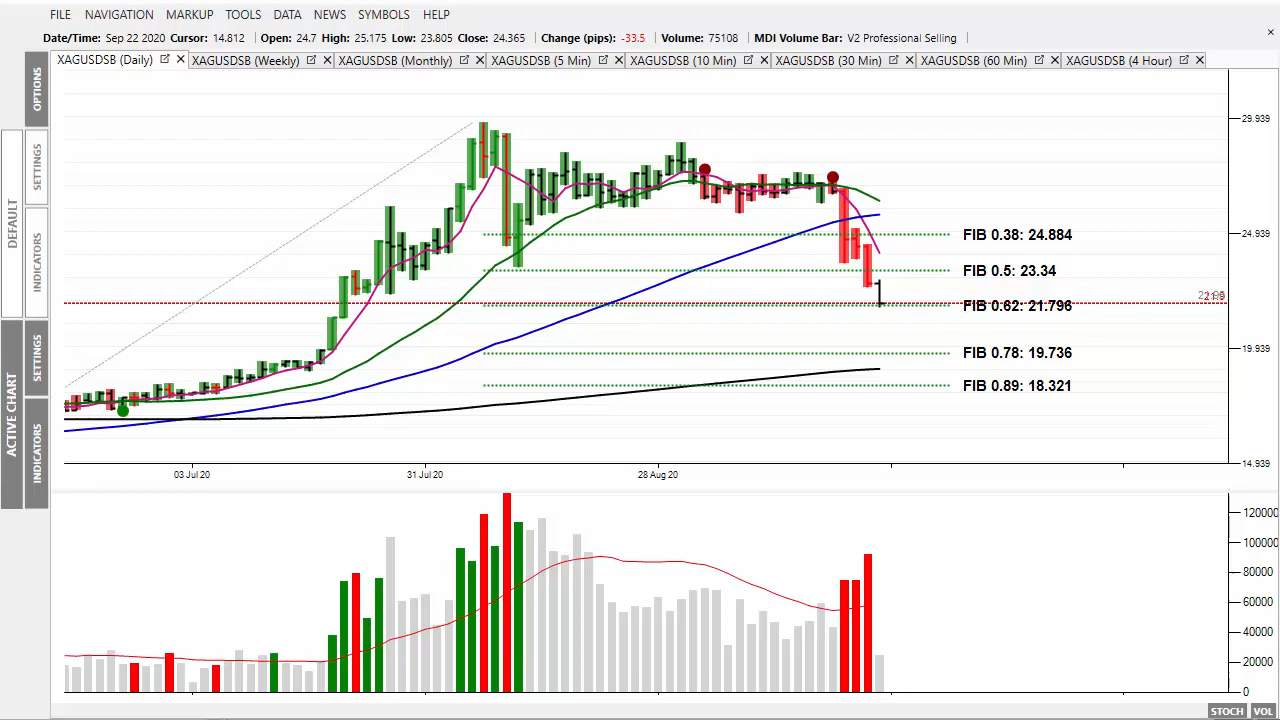 FILE NAVIGATION MARKUP TOOLS DATA NEWS SYMBOLS HELP
Date/Time: Sep 22 2020 Cursor: 14.812 Open: 24.7 High: 25.175 Low: 23.805 Close: 24.365 Change (pips): -33.5 Volume: 75108 MDI Volume Bar: V2 Professional Selling
XAGUSDSB (Daily) XAGUSDSB (Weekly) XAGUSDSB (Monthly) XAGUSDSB (5 Min) XAGUSDSB (10 Min) XAGUSDSB (30 Min) XAGUSDSB (60 Min) XAGUSDSB (4 Hour)
OPTIONS
DEFAULT
SETTINGS
INDICATORS
ACTIVE CHART
SETTINGS
INDICATORS
29.939
FIB 0.38: 24.884
24.939
FIB 0.5: 23.34
FIB 0.62: 21.796
FIB 0.78: 19.736
19.939
FIB 0.89: 18.321
14.939
03 Jul 20 31 Jul 20 28 Aug 20
120000
100000
80000
60000
40000
20000
0
STOCH VOL